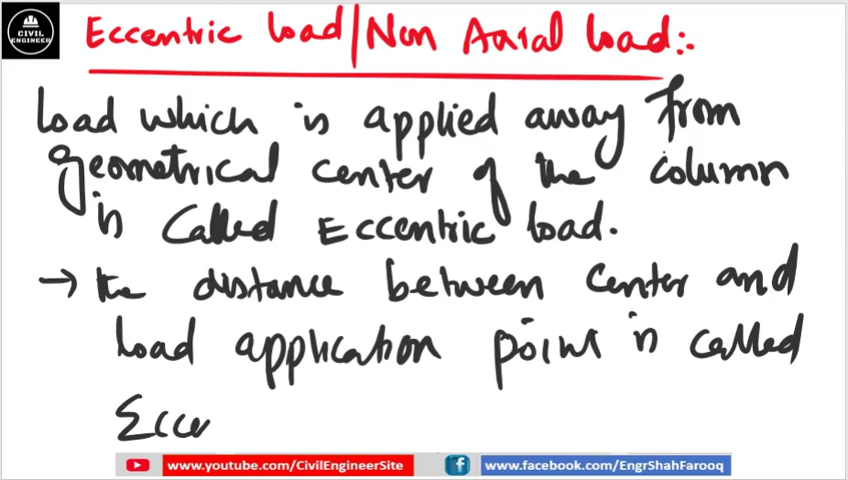 CIVIL
ENGINEER
Eccentric load/Non Axial load:.
load which is applied away from
geometrical center of the column
is called Eccentric load.
→ the distance between center and
load application point is called
Ecce
www.youtube.com/CivilEngineerSite
www.facebook.com/EngrShahFarooq